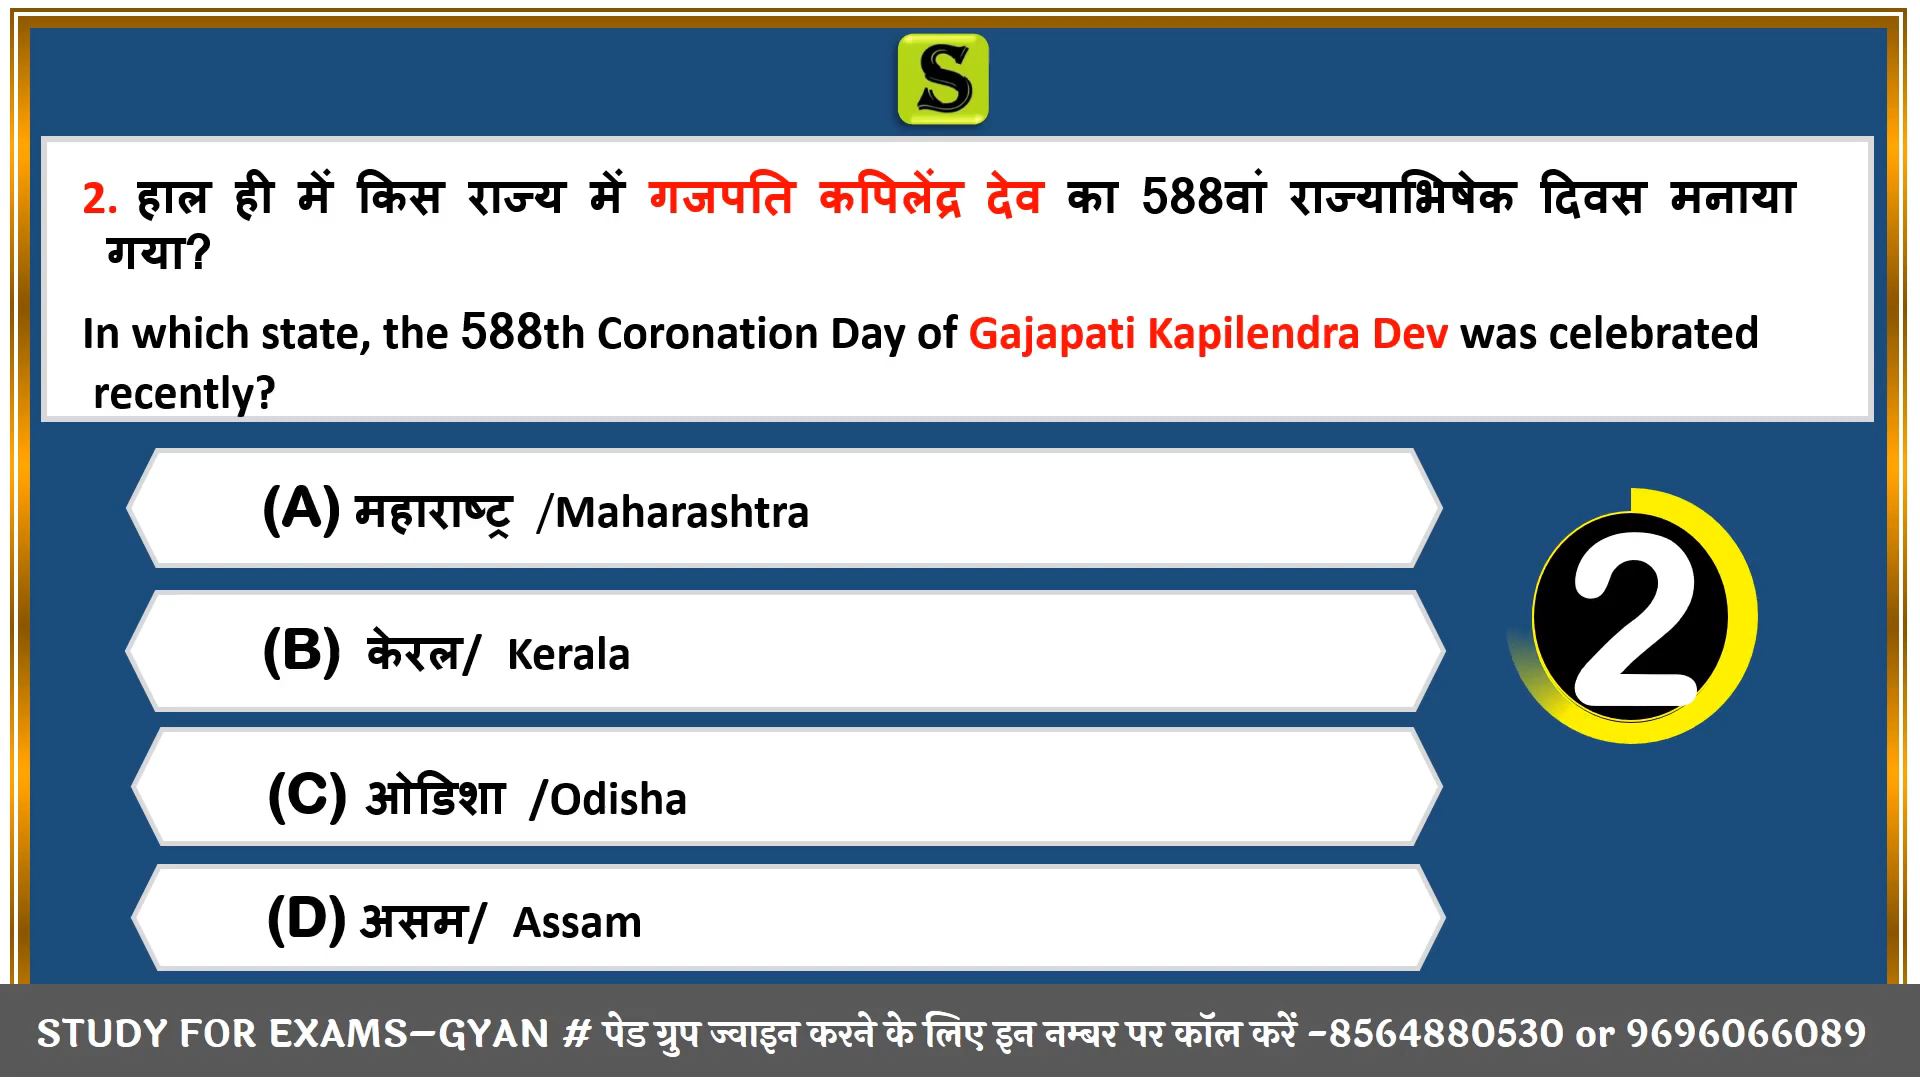 S
2. हाल ही में किस राज्य में गजपति कपिलेंद्र देव का 588वां राज्याभिषेक दिवस मनाया
गया?
In which state, the 588th Coronation Day of Gajapati Kapilendra Dev was celebrated
recently?
(A) महाराष्ट्र /Maharashtra
(B) केरल/ Kerala
2
(C) ओडिशा /Odisha
(D) असम/ Assam
STUDY FOR EXAMS-GYAN # पेड ग्रुप ज्वाइन करने के लिए इन नम्बर पर कॉल करें -8564880530 or 9696066089